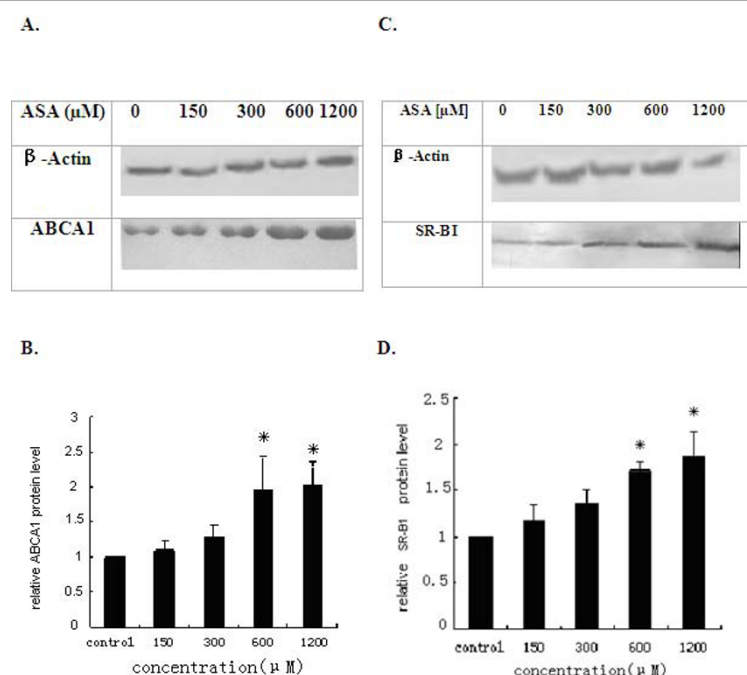 A.
C.
ASA (μM) 0 150 300 600 1200
ASA [μM] 0 150 300 600 1200
β -Actin
β -Actin
ABCA1
SR-BI
B.
D.
relative ABCA1 protein level
3
2.5
2
1.5
1
0.5
0
*
*
control 150 300 600 1200
concentration(μM)
relative SR-B1 protein level
2.5
2
1.5
1
0.5
0
*
*
control 150 300 600 1200
concentration(μM)